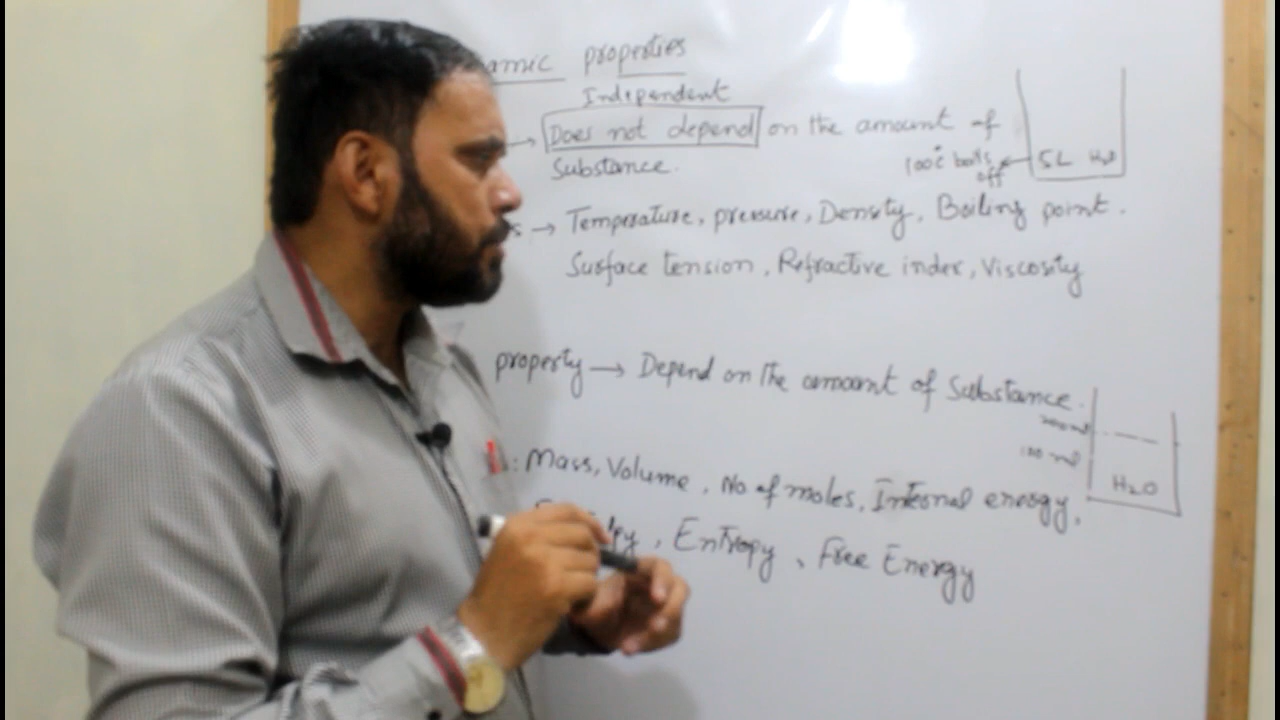 amic properties
Independent
→ Does not depend on the amount of
Substance.
100°C boils off ← 5L H2O
s → Temperature, pressure, Density, Boiling point.
Surface tension, Refractive index, Viscosity
property → Depend on the amount of Substance.
100 ml
H2O
: Mass, Volume, No of moles, Internal energy,
py, Entropy, Free Energy